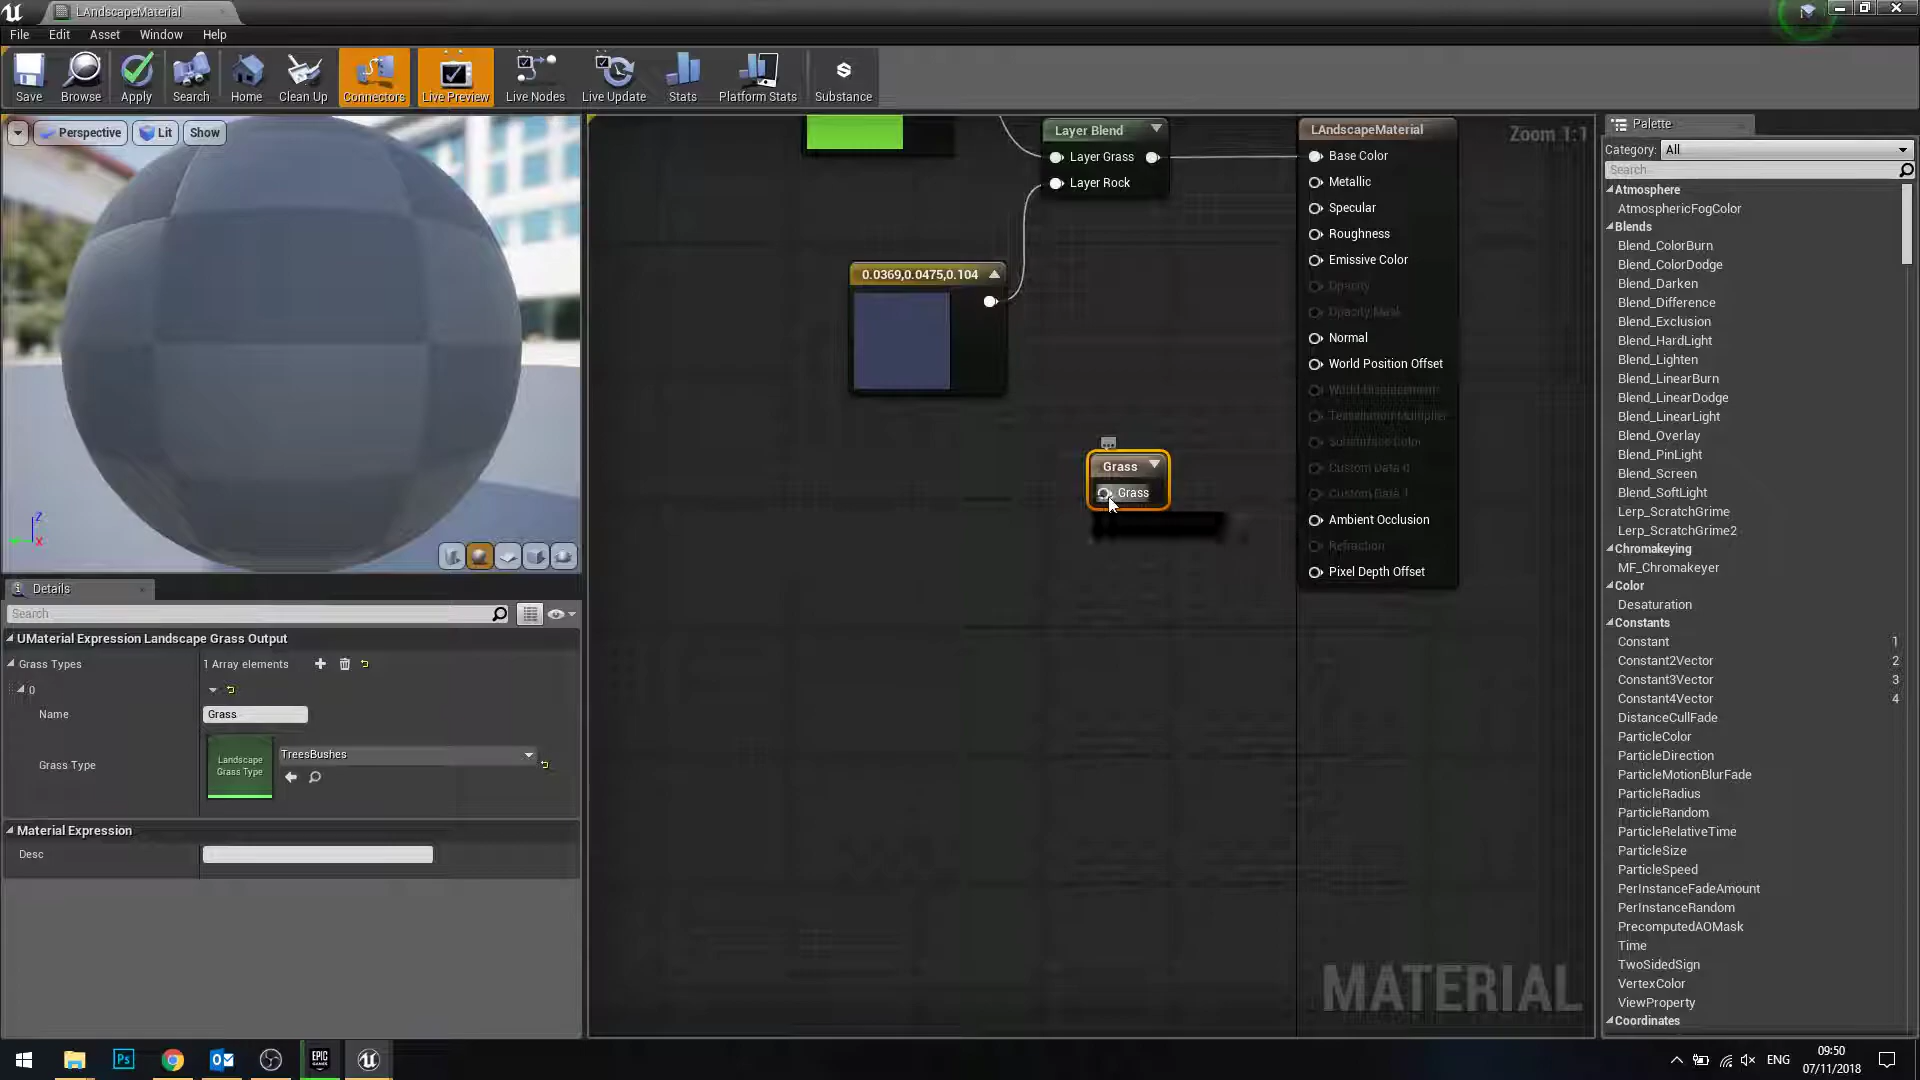 LAndscapeMaterial
File Edit Asset Window Help
Save Browse Apply Search Home Clean Up Connectors Live Preview Live Nodes Live Update Stats Platform Stats Substance
Perspective Lit Show
Zoom 1:1
Layer Blend
Layer Grass
Layer Rock
0.0369,0.0475,0.104
Grass
Grass
LAndscapeMaterial
Base Color
Metallic
Specular
Roughness
Emissive Color
Opacity
Opacity Mask
Normal
World Position Offset
World Displacement
Tessellation Multiplier
Subsurface Color
Custom Data 0
Custom Data 1
Ambient Occlusion
Refraction
Pixel Depth Offset
MATERIAL
Z
X
Details
Search
UMaterial Expression Landscape Grass Output
Grass Types 1 Array elements
0
Name Grass
Grass Type
Landscape
Grass Type
TreesBushes
Material Expression
Desc
Palette
Category: All
Search
Atmosphere
AtmosphericFogColor
Blends
Blend_ColorBurn
Blend_ColorDodge
Blend_Darken
Blend_Difference
Blend_Exclusion
Blend_HardLight
Blend_Lighten
Blend_LinearBurn
Blend_LinearDodge
Blend_LinearLight
Blend_Overlay
Blend_PinLight
Blend_Screen
Blend_SoftLight
Lerp_ScratchGrime
Lerp_ScratchGrime2
Chromakeying
MF_Chromakeyer
Color
Desaturation
Constants
Constant 1
Constant2Vector 2
Constant3Vector 3
Constant4Vector 4
DistanceCullFade
ParticleColor
ParticleDirection
ParticleMotionBlurFade
ParticleRadius
ParticleRandom
ParticleRelativeTime
ParticleSize
ParticleSpeed
PerInstanceFadeAmount
PerInstanceRandom
PrecomputedAOMask
Time
TwoSidedSign
VertexColor
ViewProperty
Coordinates
Ps
EPIC
GAMES
ENG
09:50
07/11/2018